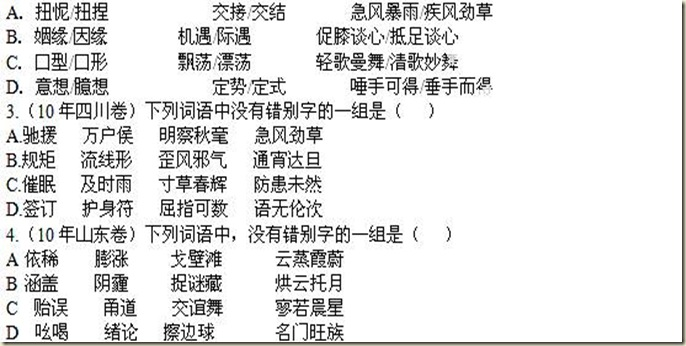 A. 扭怩/扭捏 交接/交结 急风暴雨/疾风劲草
B. 姻缘/因缘 机遇/际遇 促膝谈心/抵足谈心
C. 口型/口形 飘荡/漂荡 轻歌曼舞/清歌妙舞
D. 意想/臆想 定势/定式 唾手可得/垂手而得
3.（10年四川卷）下列词语中没有错别字的一组是（ ）
A.驰援 万户侯 明察秋毫 急风劲草
B.规矩 流线形 歪风邪气 通宵达旦
C.催眠 及时雨 寸草春辉 防患未然
D.签订 护身符 屈指可数 语无伦次
4.（10年山东卷）下列词语中，没有错别字的一组是（ ）
A 依稀 膨涨 戈壁滩 云蒸霞蔚
B 涵盖 阴霾 捉谜藏 烘云托月
C 贻误 甬道 交谊舞 寥若晨星
D 吆喝 绪论 擦边球 名门旺族